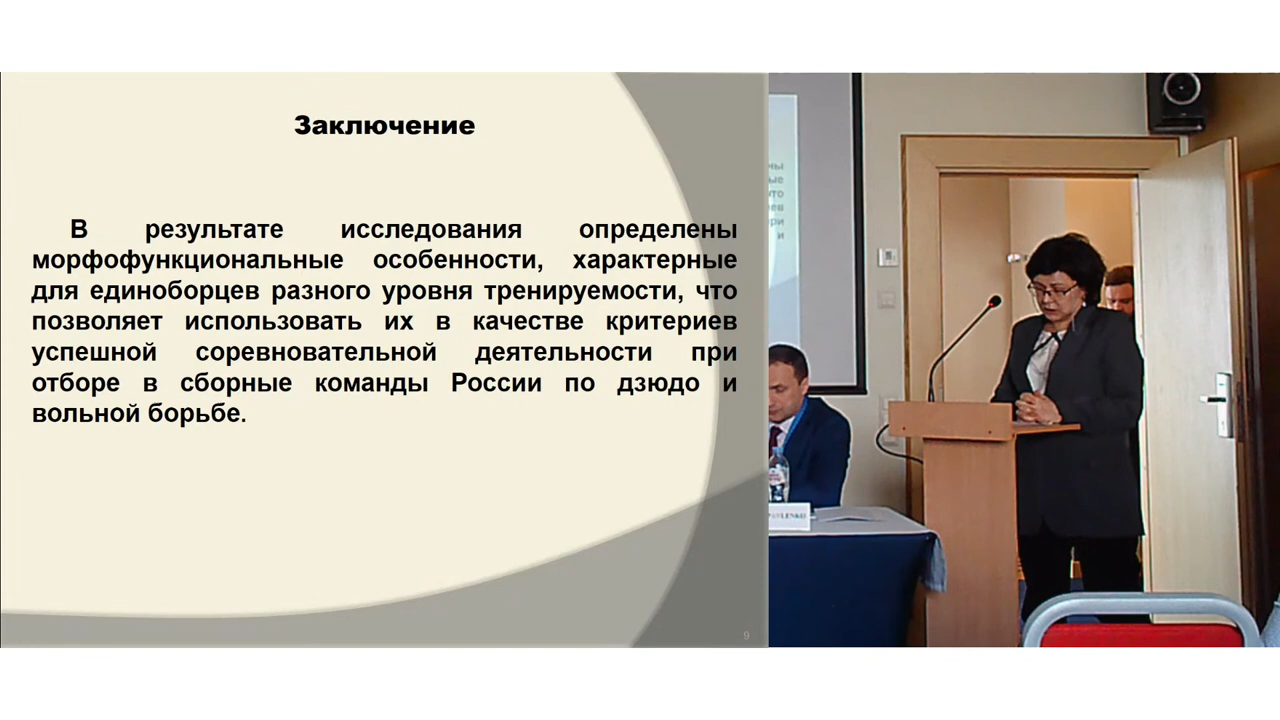 Заключение
В результате исследования определены
морфофункциональные особенности, характерные
для единоборцев разного уровня тренируемости, что
позволяет использовать их в качестве критериев
успешной соревновательной деятельности при
отборе в сборные команды России по дзюдо и
вольной борьбе.
9